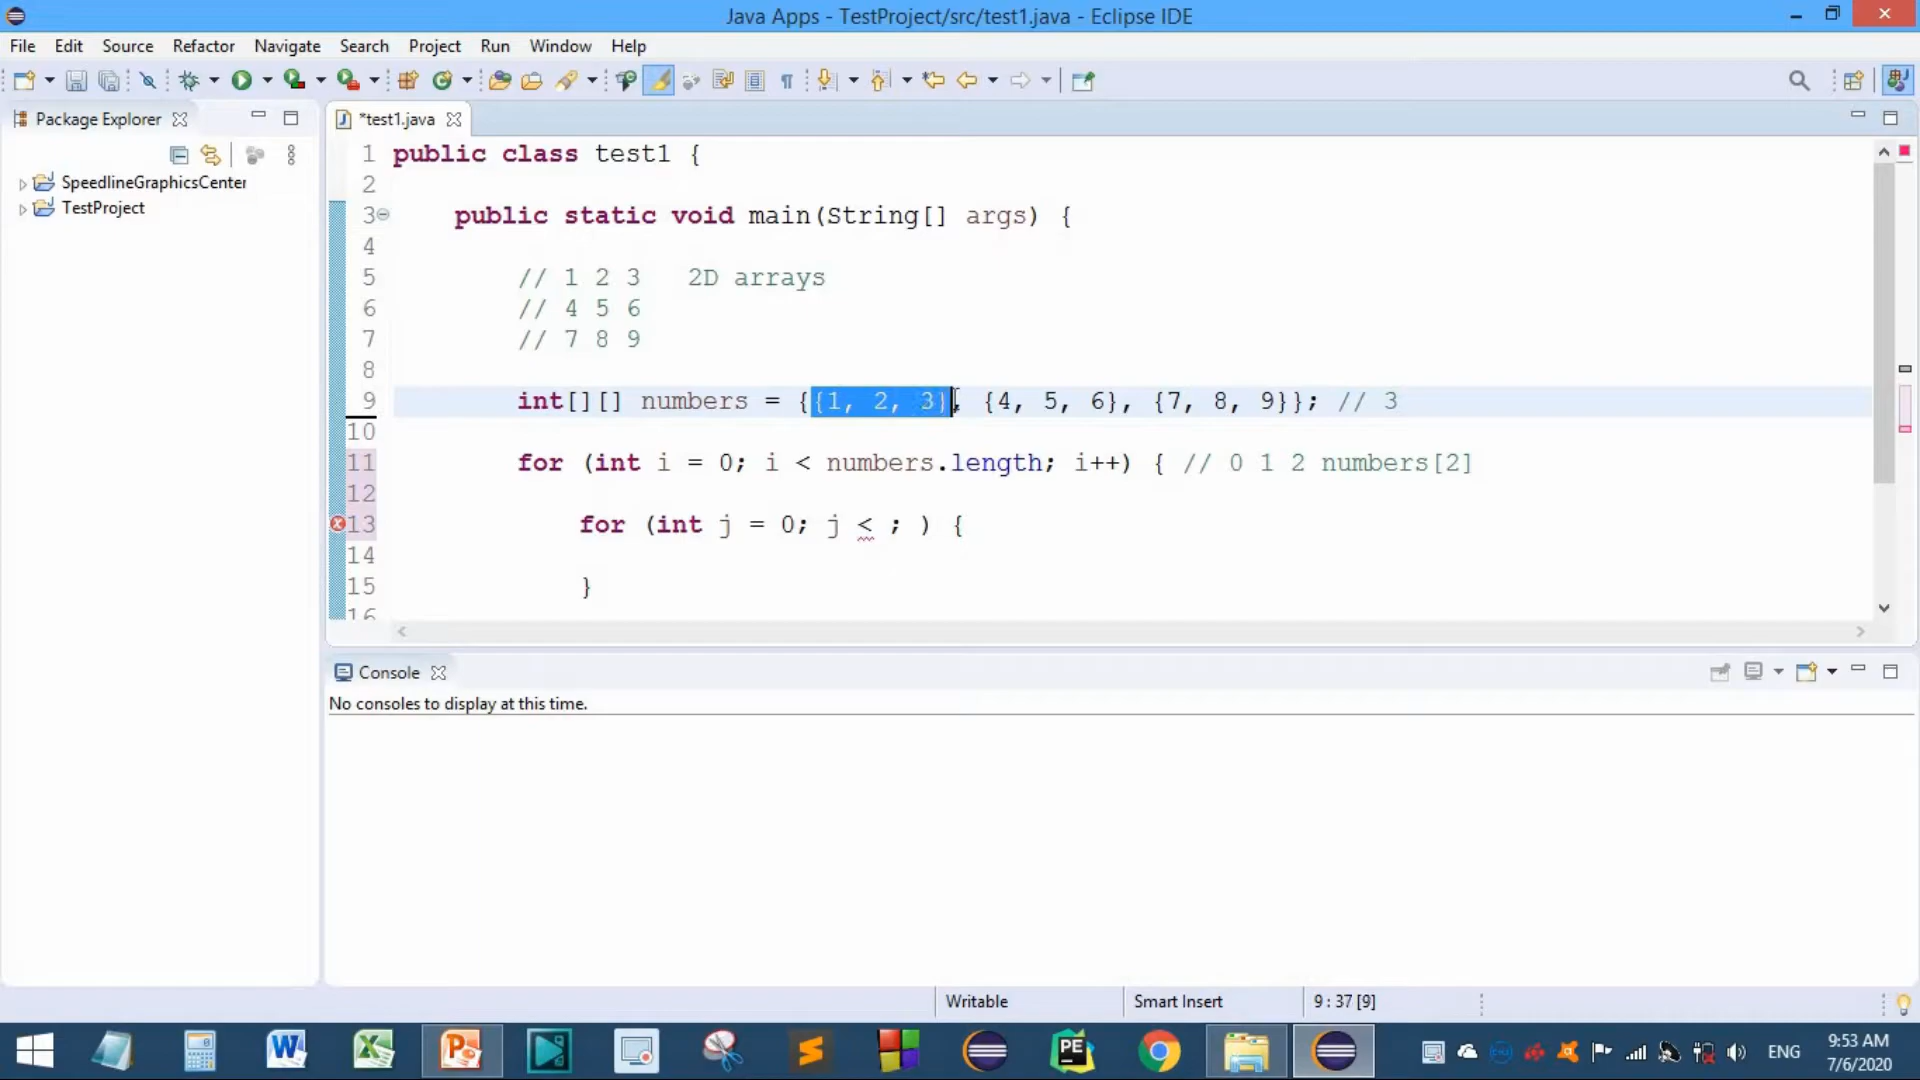 Java Apps - TestProject/src/test1.java - Eclipse IDE
File Edit Source Refactor Navigate Search Project Run Window Help
Package Explorer
*test1.java
SpeedlineGraphicsCenter
TestProject
1 public class test1 {
2
3 public static void main(String[] args) {
4
5 // 1 2 3   2D arrays
6 // 4 5 6
7 // 7 8 9
8
9 int[][] numbers = {{1, 2, 3}, {4, 5, 6}, {7, 8, 9}}; // 3
10
11 for (int i = 0; i < numbers.length; i++) { // 0 1 2 numbers[2]
12
13 for (int j = 0; j < ; ) {
14
15 }
16
Console
No consoles to display at this time.
Writable Smart Insert 9 : 37 [9]
ENG
9:53 AM
7/6/2020